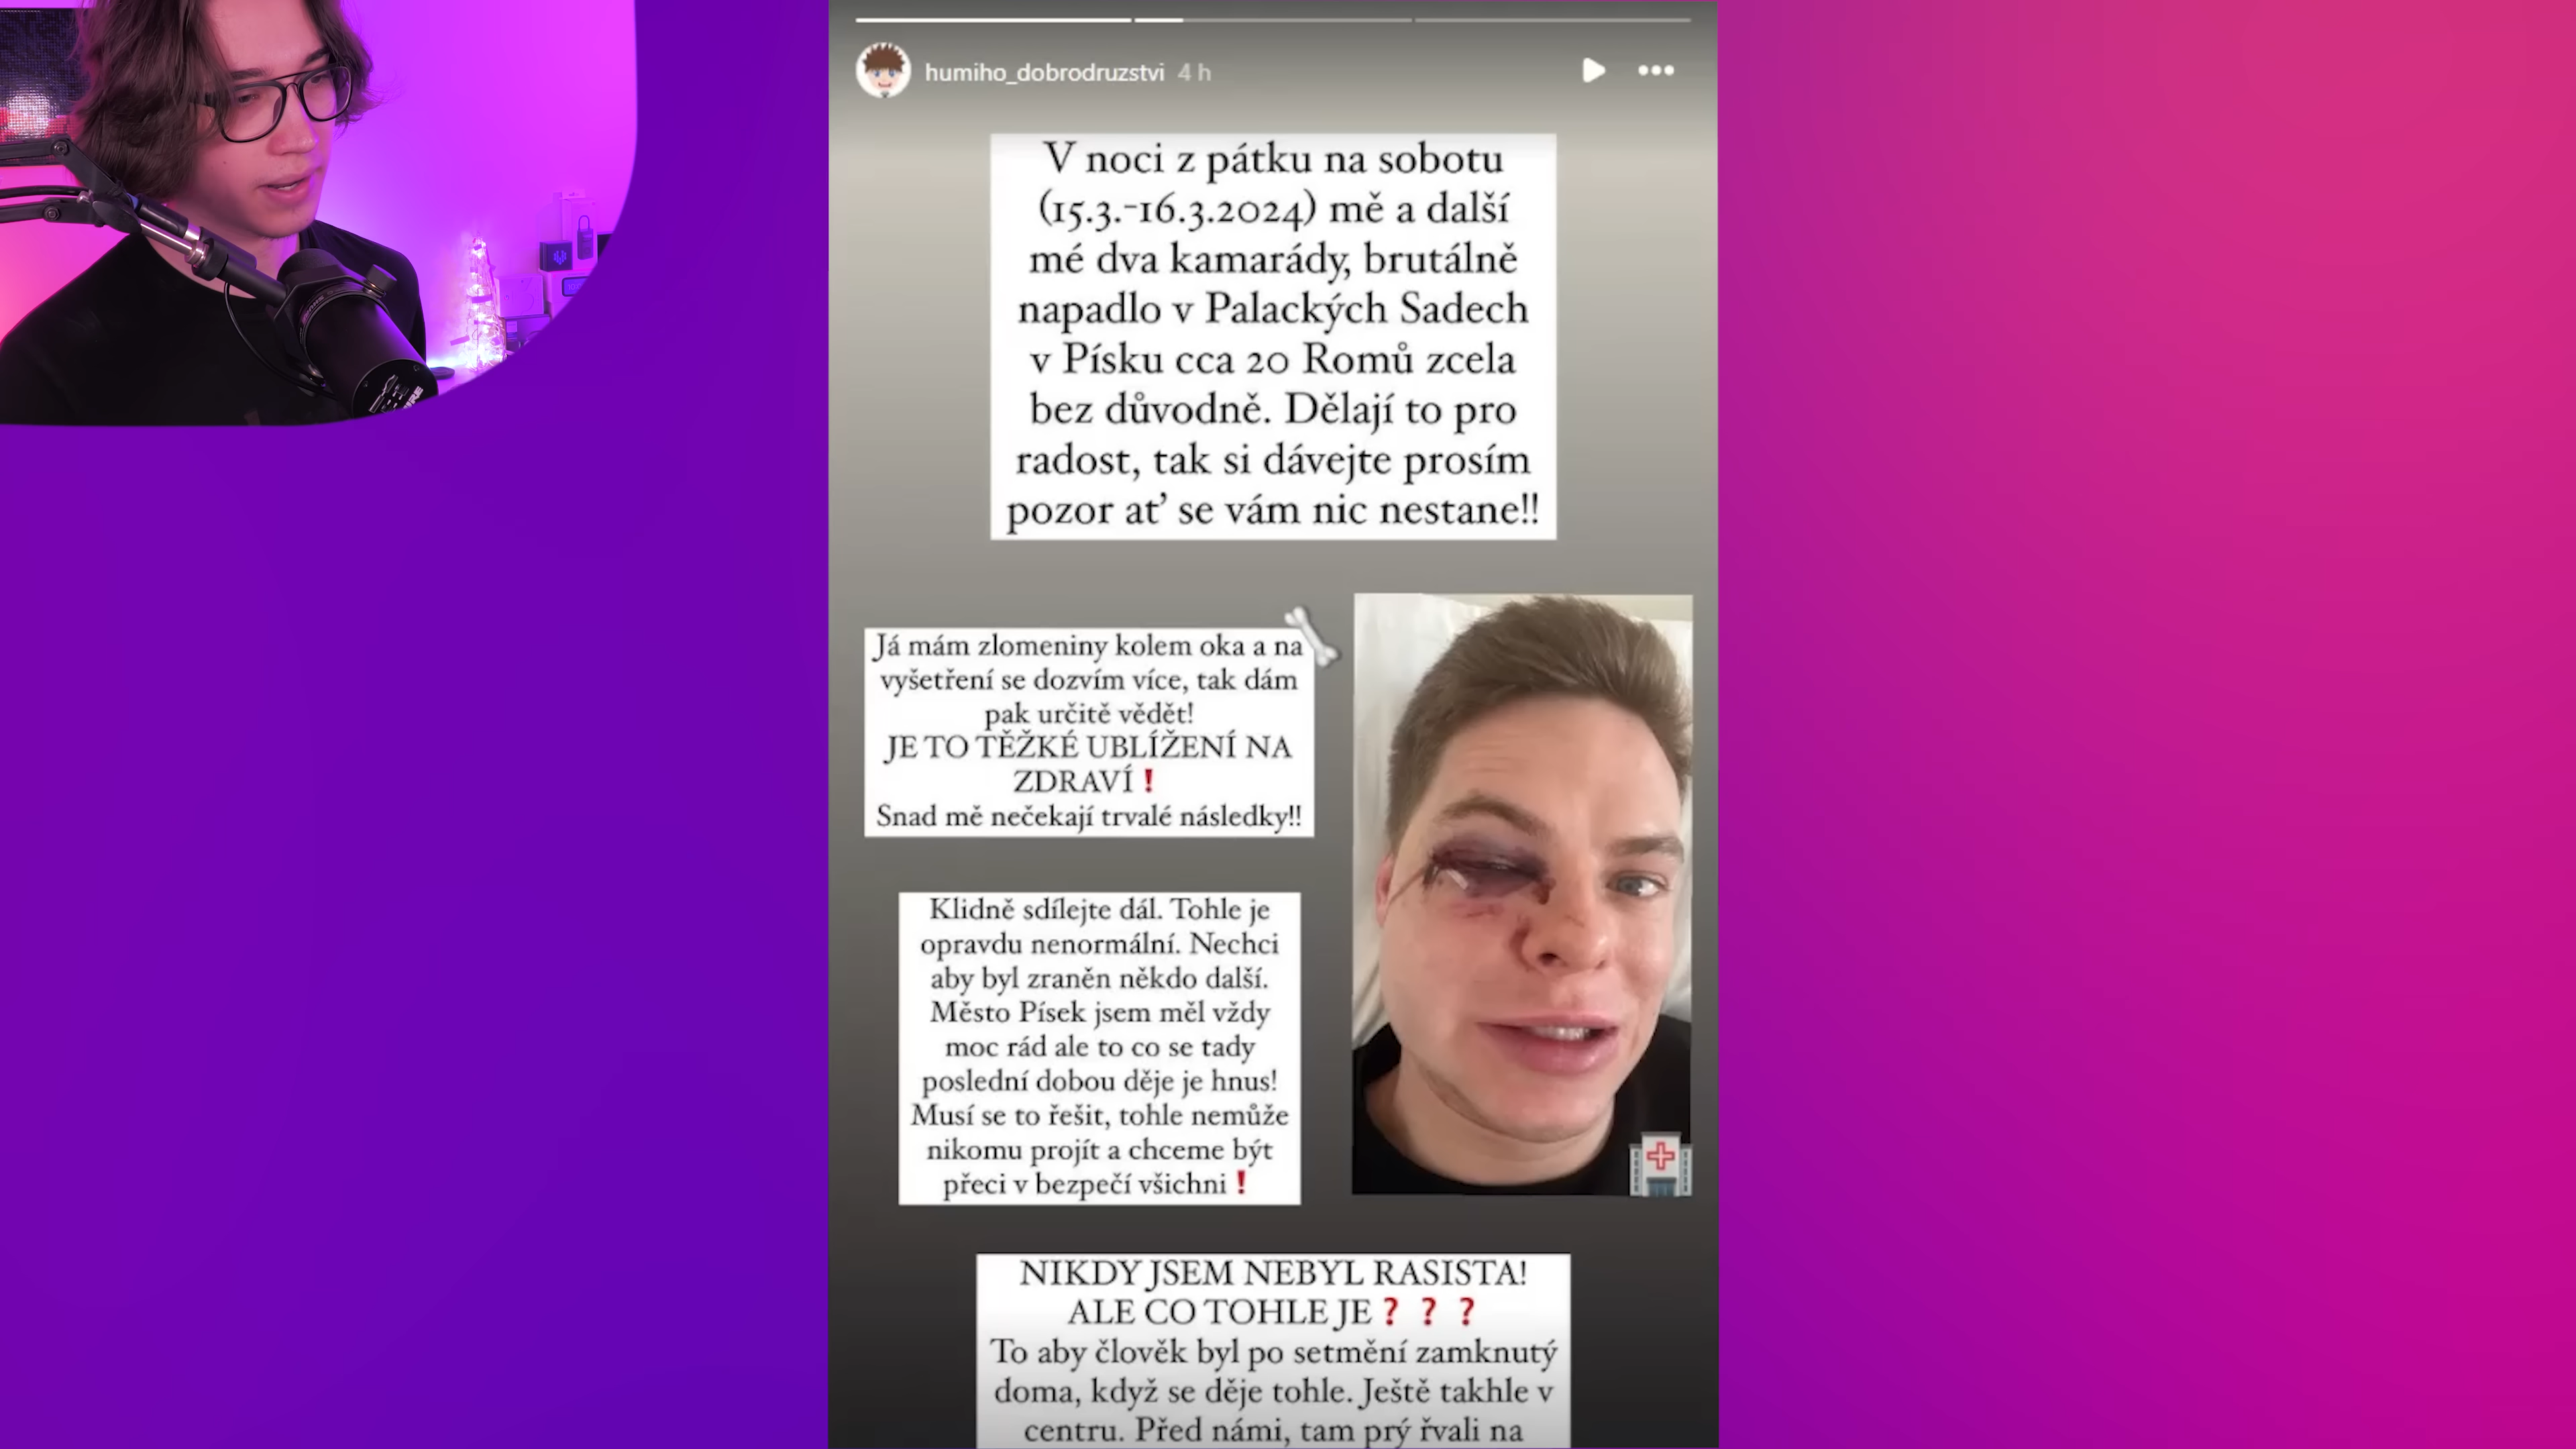 humiho_dobrodruzstvi 4 h
V noci z pátku na sobotu
(15.3.-16.3.2024) mě a další
mé dva kamarády, brutálně
napadlo v Palackých Sadech
v Písku cca 20 Romů zcela
bez důvodně. Dělají to pro
radost, tak si dávejte prosím
pozor ať se vám nic nestane!!
Já mám zlomeniny kolem oka a na
vyšetření se dozvím více, tak dám
pak určitě vědět!
JE TO TĚŽKÉ UBLÍŽENÍ NA
ZDRAVÍ❗
Snad mě nečekají trvalé následky!!
Klidně sdílejte dál. Tohle je
opravdu nenormální. Nechci
aby byl zraněn někdo další.
Město Písek jsem měl vždy
moc rád ale to co se tady
poslední dobou děje je hnus!
Musí se to řešit, tohle nemůže
nikomu projít a chceme být
přeci v bezpečí všichni❗
NIKDY JSEM NEBYL RASISTA!
ALE CO TOHLE JE❓❓❓
To aby člověk byl po setmění zamknutý
doma, když se děje tohle. Ještě takhle v
centru. Před námi, tam prý řvali na